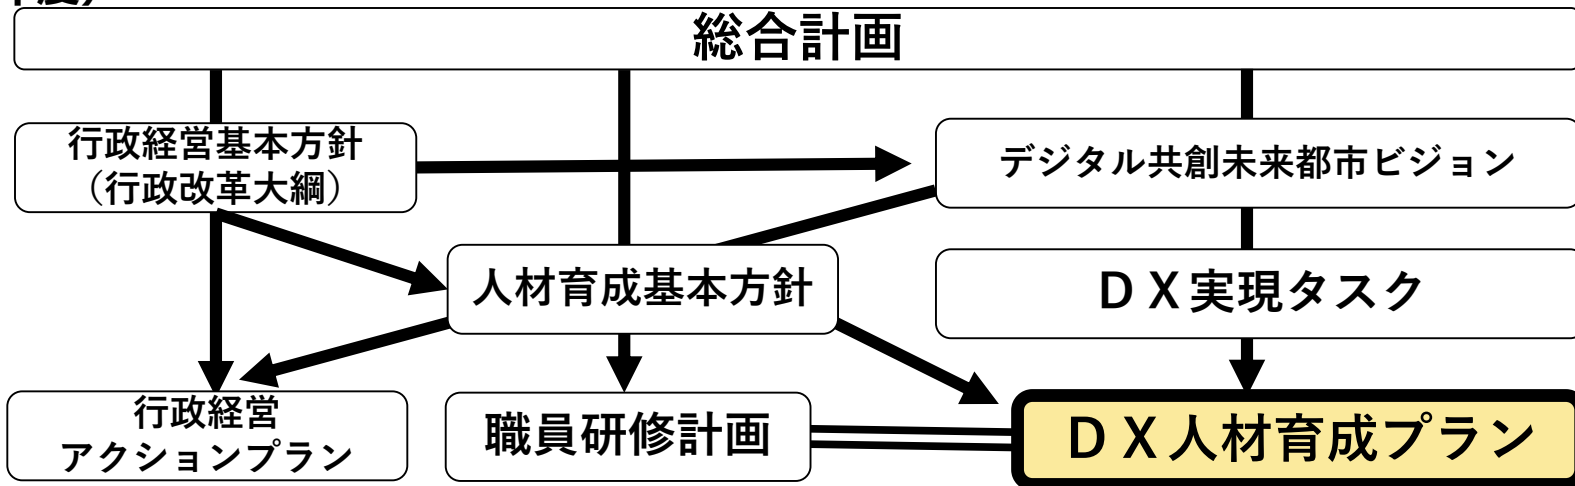 総合計画
行政経営基本方針
（行政改革大綱）
デジタル共創未来都市ビジョン
人材育成基本方針
ＤＸ実現タスク
行政経営
アクションプラン
職員研修計画
ＤＸ人材育成プラン